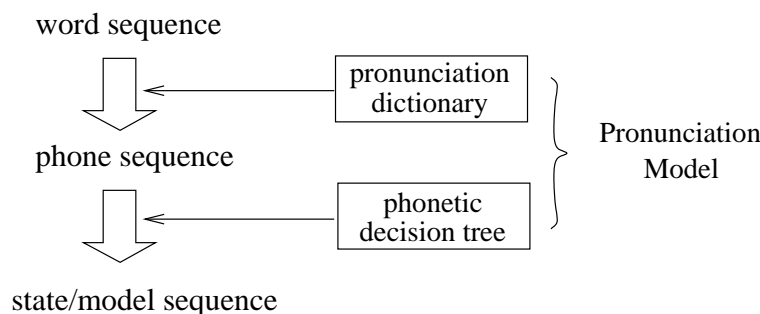 word sequence
pronunciation
dictionary
phone sequence
Pronunciation
Model
phonetic
decision tree
state/model sequence